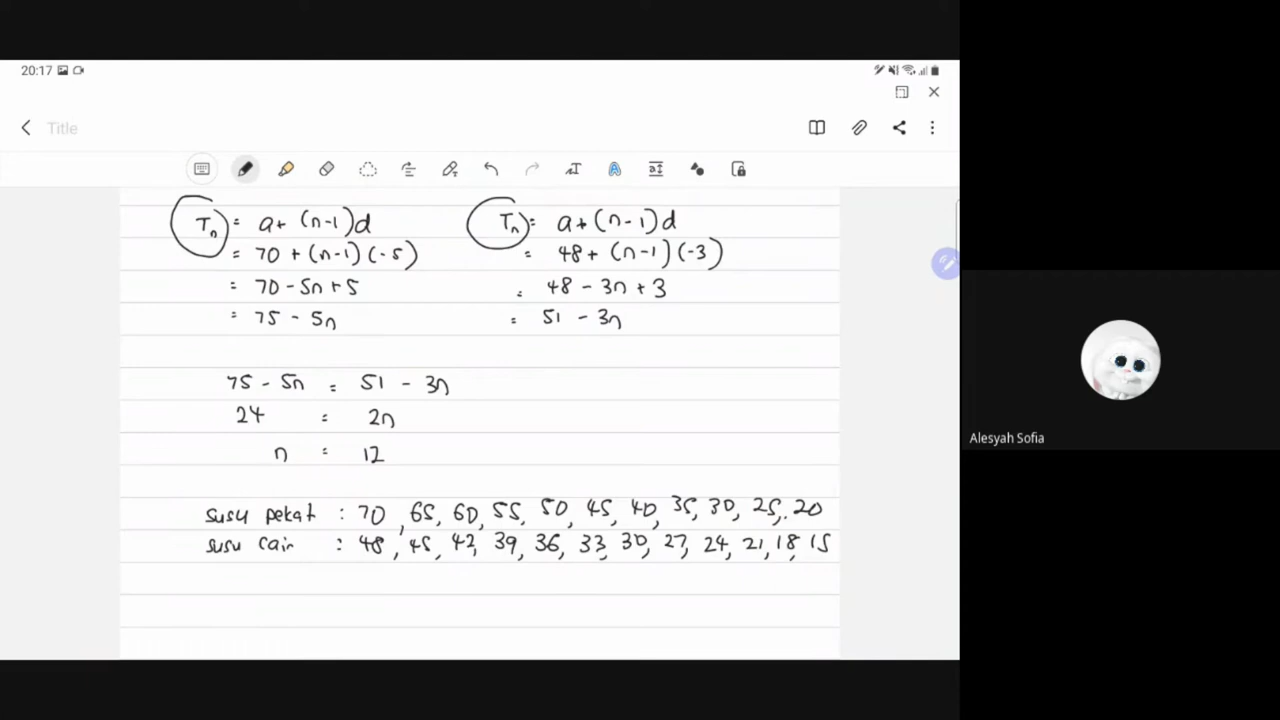 20:17
Title
Tn = a + (n-1)d
= 70 + (n-1)(-5)
= 70 - 5n + 5
= 75 - 5n
Tn = a + (n-1)d
= 48 + (n-1)(-3)
= 48 - 3n + 3
= 51 - 3n
75 - 5n = 51 - 3n
24 = 2n
n = 12
susu pekat : 70, 65, 60, 55, 50, 45, 40, 35, 30, 25, 20
susu cair : 48, 45, 42, 39, 36, 33, 30, 27, 24, 21, 18, 15
Alesyah Sofia